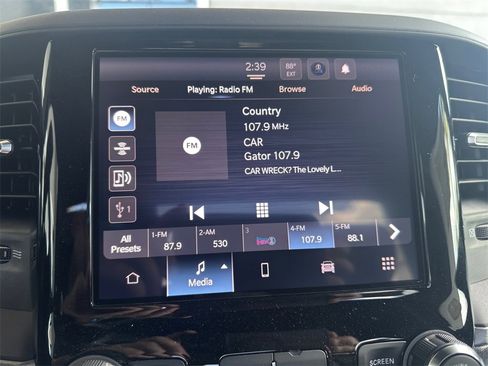 2:39
88°
EXT
Source
Playing: Radio FM
Browse
Audio
FM
FM
Country
107.9 MHz
CAR
Gator 107.9
CAR WRECK? The Lovely L...
1
All
Presets
1-FM
87.9
2-AM
530
3
4-FM
107.9
5-FM
88.1
Media
SCREEN